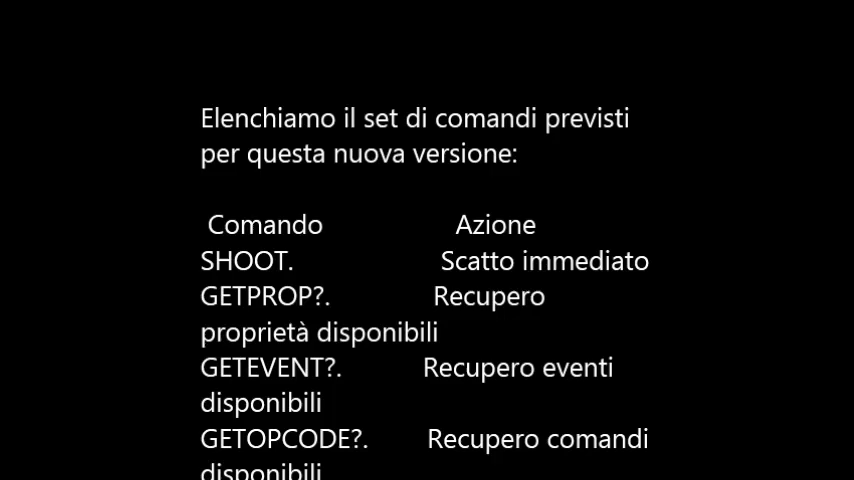 Elenchiamo il set di comandi previsti
per questa nuova versione:
Comando Azione
SHOOT. Scatto immediato
GETPROP?. Recupero
proprietà disponibili
GETEVENT?. Recupero eventi
disponibili
GETOPCODE?. Recupero comandi
disponibili